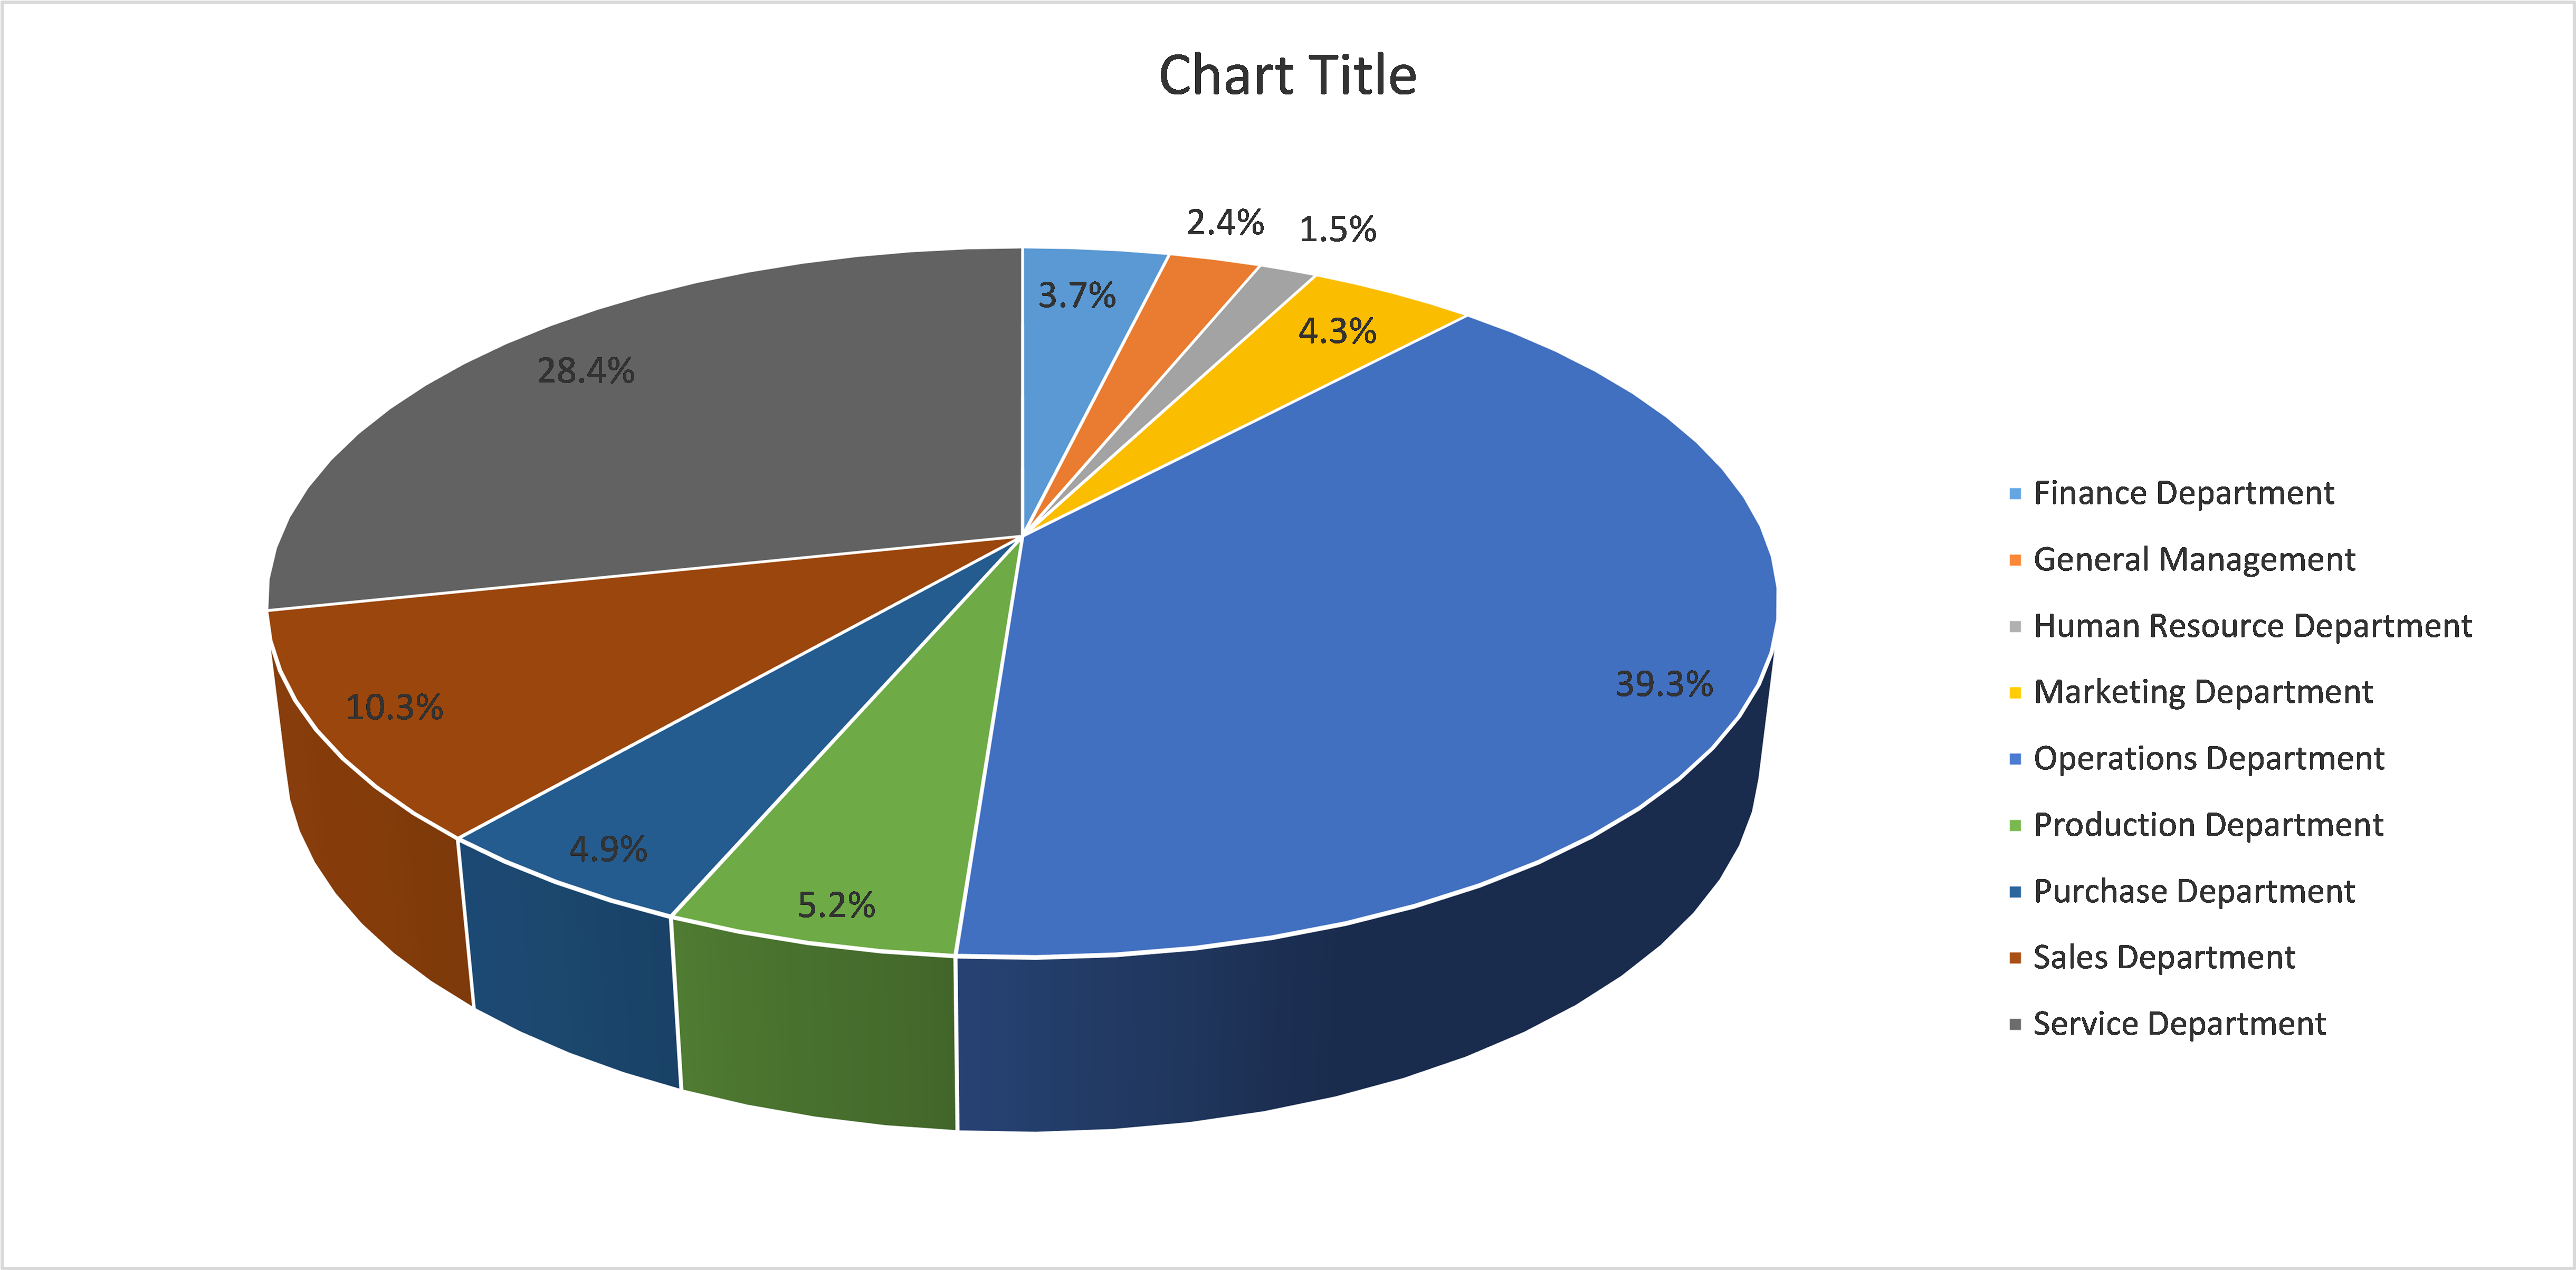 Chart Title
2.4%
1.5%
3.7%
4.3%
28.4%
39.3%
10.3%
4.9%
5.2%
Finance Department
General Management
Human Resource Department
Marketing Department
Operations Department
Production Department
Purchase Department
Sales Department
Service Department